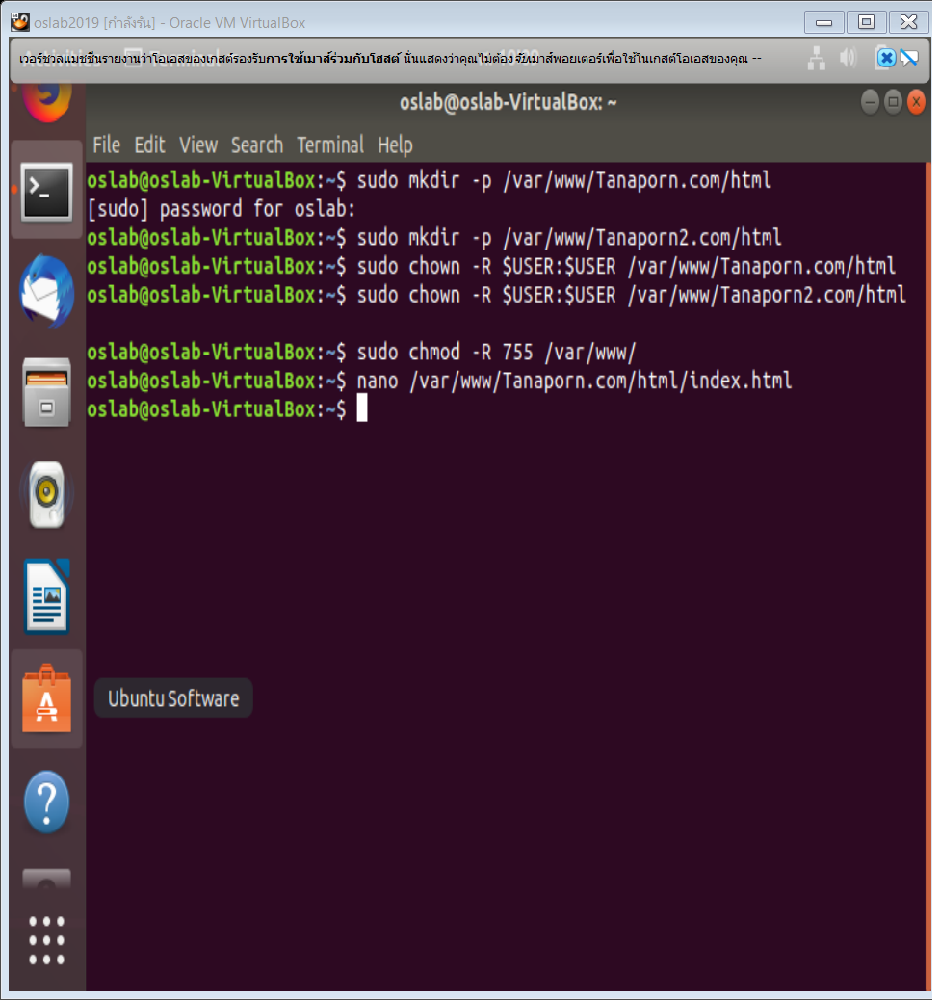 oslab2019 [กำลังรัน] - Oracle VM VirtualBox
เวอร์ชวลแมชชีนรายงานว่าโอเอสของเกสต์รองรับการใช้เมาส์ร่วมกับโฮสต์ นั่นแสดงว่าคุณไม่ต้อง จับเมาส์พอยเตอร์เพื่อใช้ในเกสต์โอเอสของคุณ --
oslab@oslab-VirtualBox: ~
File Edit View Search Terminal Help
oslab@oslab-VirtualBox:~$ sudo mkdir -p /var/www/Tanaporn.com/html
[sudo] password for oslab:
oslab@oslab-VirtualBox:~$ sudo mkdir -p /var/www/Tanaporn2.com/html
oslab@oslab-VirtualBox:~$ sudo chown -R $USER:$USER /var/www/Tanaporn.com/html
oslab@oslab-VirtualBox:~$ sudo chown -R $USER:$USER /var/www/Tanaporn2.com/html
oslab@oslab-VirtualBox:~$ sudo chmod -R 755 /var/www/
oslab@oslab-VirtualBox:~$ nano /var/www/Tanaporn.com/html/index.html
oslab@oslab-VirtualBox:~$
Ubuntu Software